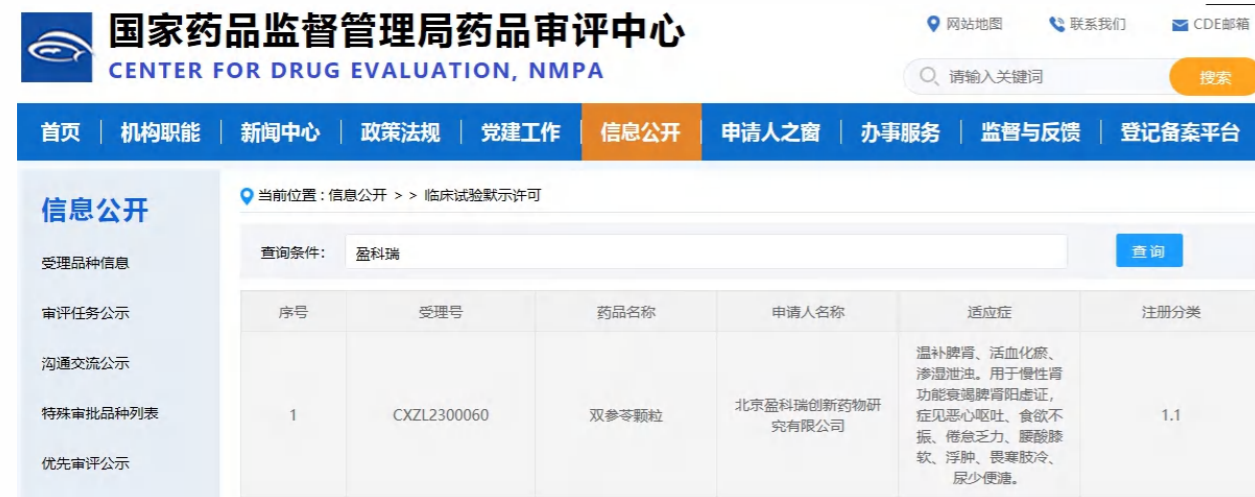 国家药品监督管理局药品审评中心
CENTER FOR DRUG EVALUATION, NMPA
网站地图 联系我们 CDE邮箱
请输入关键词 搜索
首页 机构职能 新闻中心 政策法规 党建工作 信息公开 申请人之窗 办事服务 监督与反馈 登记备案平台
信息公开
受理品种信息
审评任务公示
沟通交流公示
特殊审批品种列表
优先审评公示
当前位置：信息公开 > > 临床试验默示许可
查询条件： 盈科瑞 查询
序号 受理号 药品名称 申请人名称 适应症 注册分类
1 CXZL2300060 双参苓颗粒
北京盈科瑞创新药物研
究有限公司
温补脾肾、活血化瘀、
渗湿泄浊。用于慢性肾
功能衰竭脾肾阳虚证，
症见恶心呕吐、食欲不
振、倦怠乏力、腰酸膝
软、浮肿、畏寒肢冷、
尿少便溏。
1.1